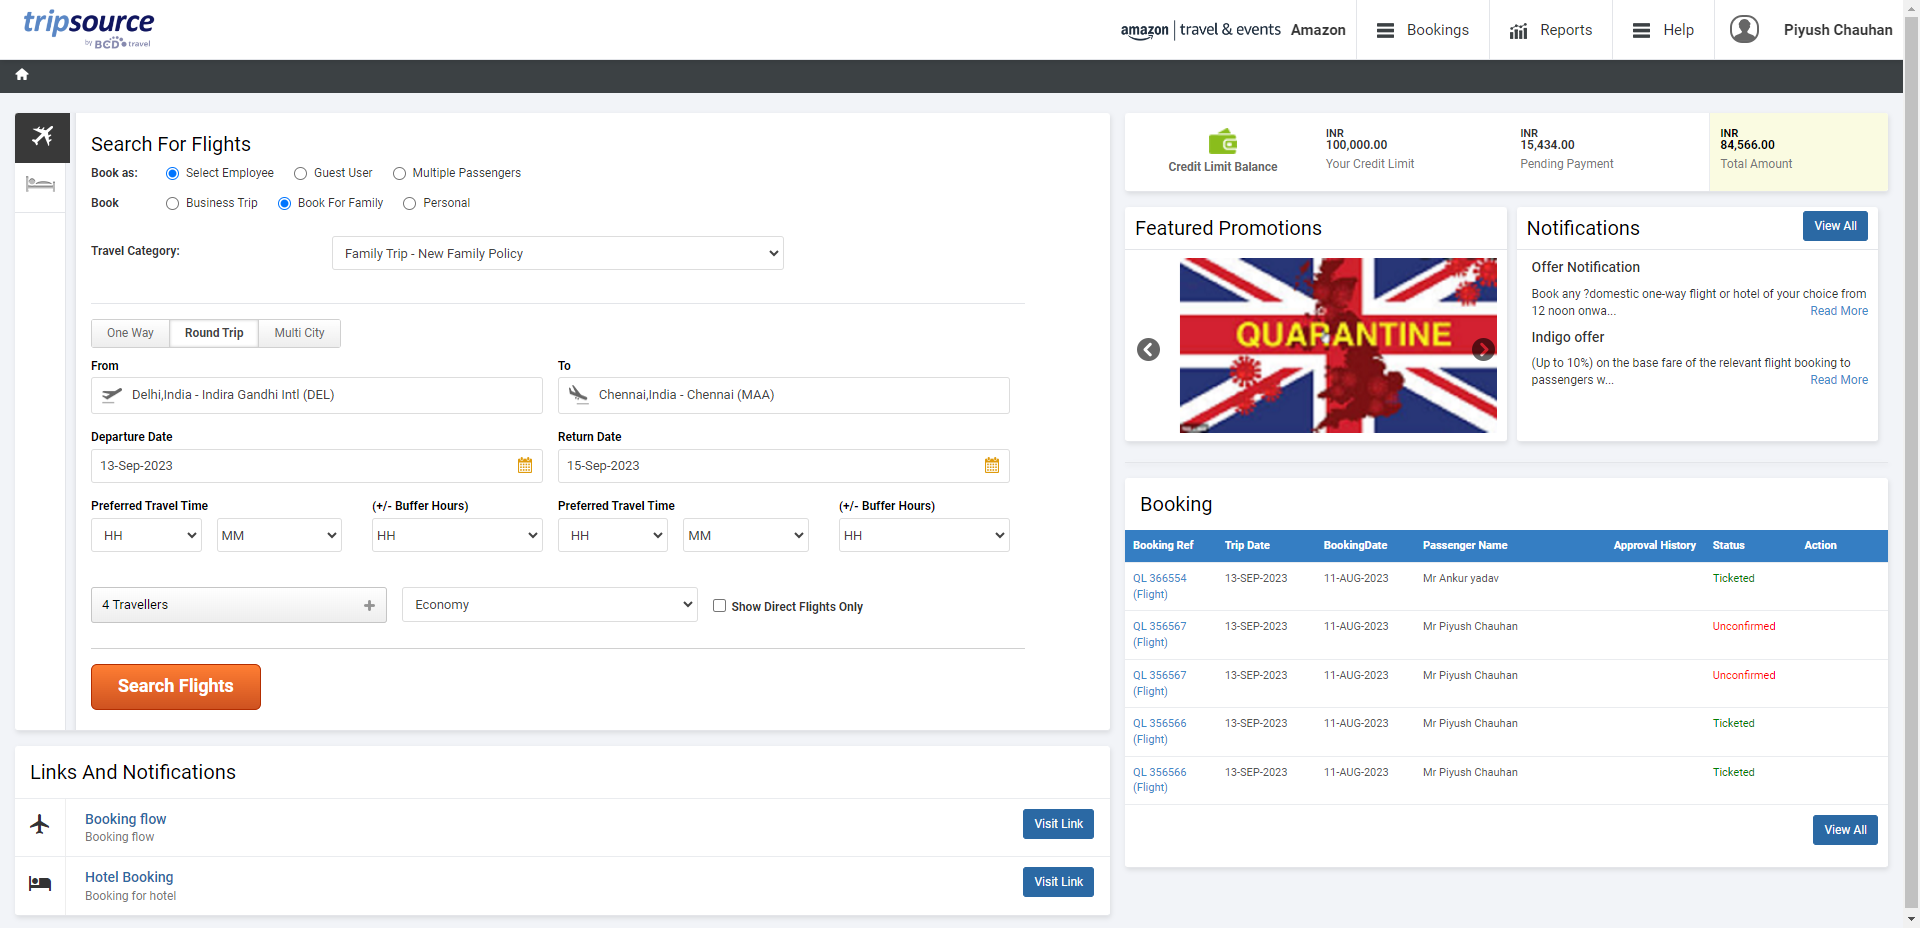 tripsource
by BCD travel
amazon | travel & events Amazon
Bookings
Reports
Help
Piyush Chauhan
Search For Flights
Book as: Select Employee Guest User Multiple Passengers
Book Business Trip Book For Family Personal
Travel Category: Family Trip - New Family Policy
One Way Round Trip Multi City
From To
Delhi,India - Indira Gandhi Intl (DEL) Chennai,India - Chennai (MAA)
Departure Date Return Date
13-Sep-2023 15-Sep-2023
Preferred Travel Time (+/- Buffer Hours) Preferred Travel Time (+/- Buffer Hours)
HH MM HH HH MM HH
4 Travellers Economy Show Direct Flights Only
Search Flights
Links And Notifications
Booking flow
Booking flow
Visit Link
Hotel Booking
Booking for hotel
Visit Link
Credit Limit Balance
INR
100,000.00
Your Credit Limit
INR
15,434.00
Pending Payment
INR
84,566.00
Total Amount
Featured Promotions
QUARANTINE
Notifications
View All
Offer Notification
Book any ?domestic one-way flight or hotel of your choice from
12 noon onwa... Read More
Indigo offer
(Up to 10%) on the base fare of the relevant flight booking to
passengers w... Read More
Booking
Booking Ref Trip Date BookingDate Passenger Name Approval History Status Action
QL 366554 13-SEP-2023 11-AUG-2023 Mr Ankur yadav Ticketed
(Flight)
QL 356567 13-SEP-2023 11-AUG-2023 Mr Piyush Chauhan Unconfirmed
(Flight)
QL 356567 13-SEP-2023 11-AUG-2023 Mr Piyush Chauhan Unconfirmed
(Flight)
QL 356566 13-SEP-2023 11-AUG-2023 Mr Piyush Chauhan Ticketed
(Flight)
QL 356566 13-SEP-2023 11-AUG-2023 Mr Piyush Chauhan Ticketed
(Flight)
View All